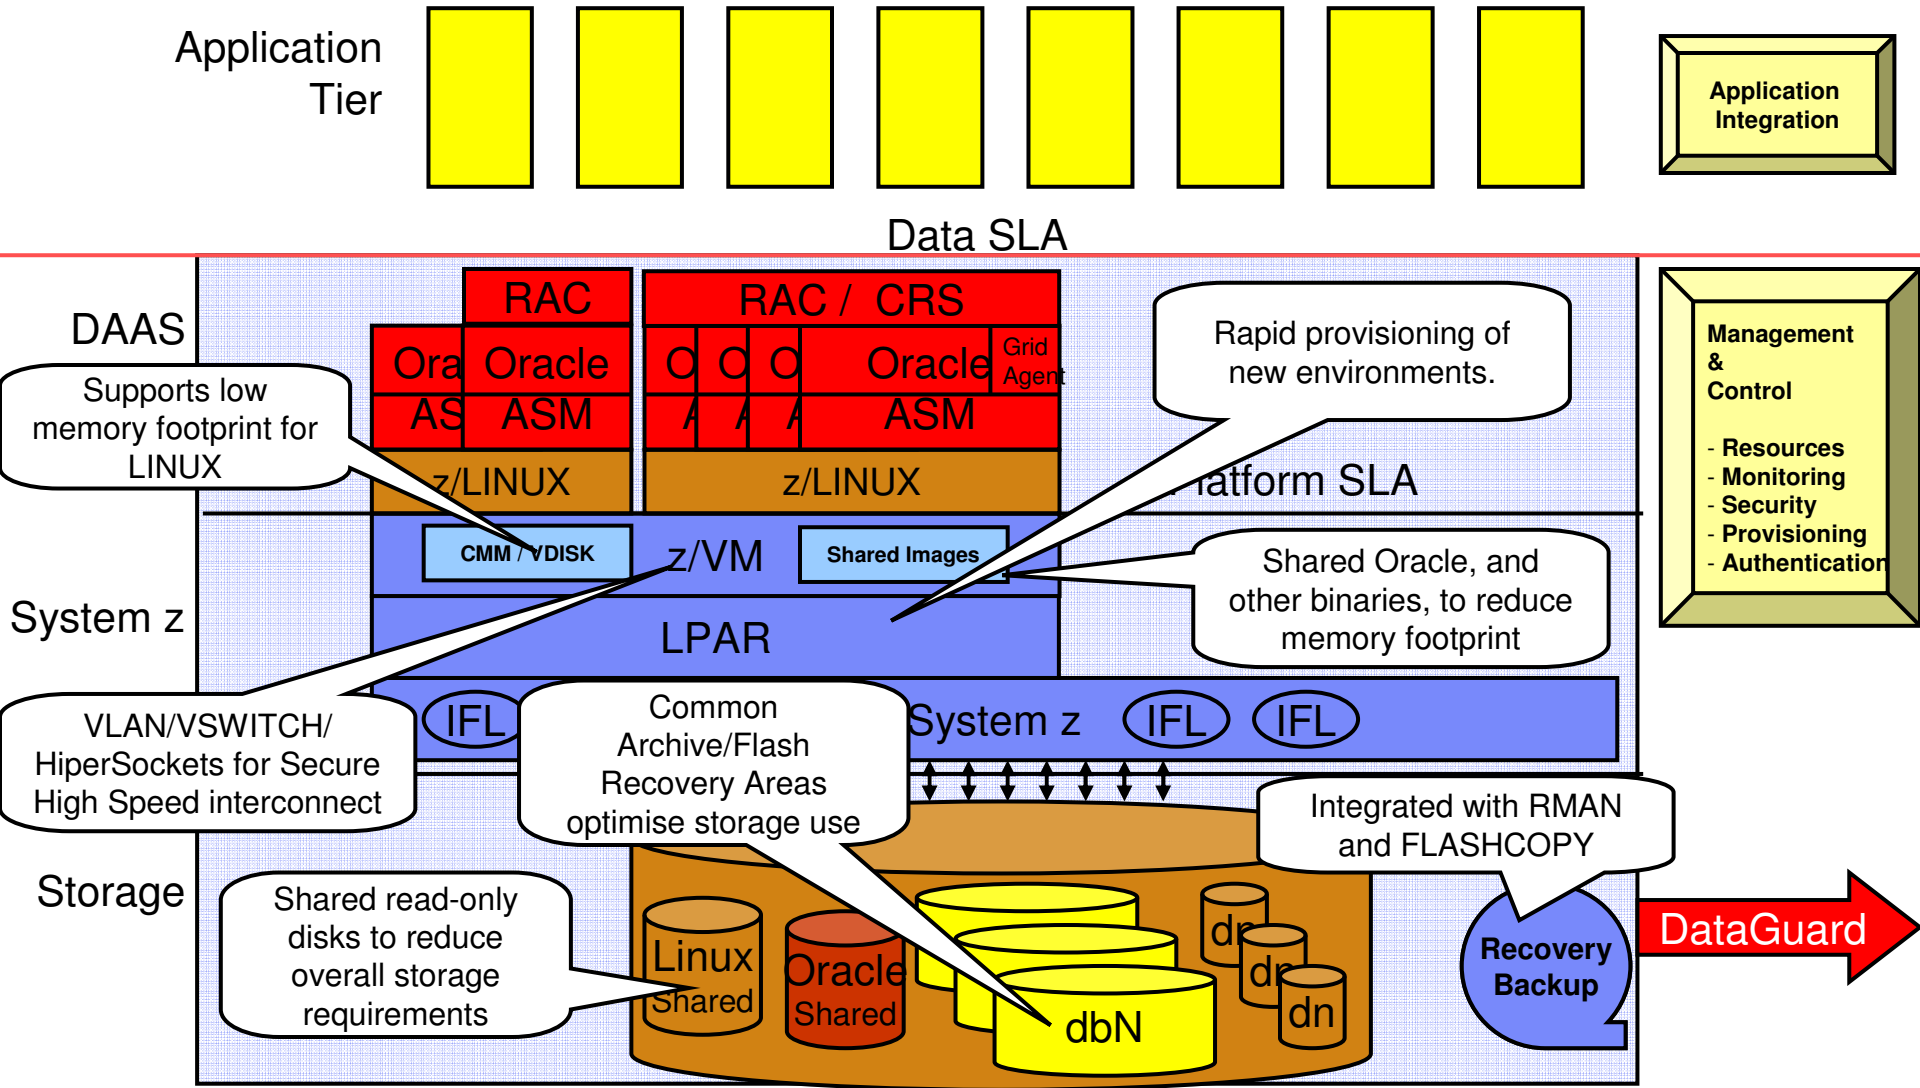 Application
Tier
Application
Integration
Data SLA
DAAS
RAC
RAC / CRS
Oracle
O
O
O
Oracle
Grid
Agent
ASM
ASM
z/LINUX
z/LINUX
Supports low
memory footprint for
LINUX
Rapid provisioning of
new environments.
Management
&
Control
- Resources
- Monitoring
- Security
- Provisioning
- Authentication
SLA
System z
CMM / VDISK
z/VM
Shared Images
Shared Oracle, and
other binaries, to reduce
memory footprint
LPAR
VLAN/VSWITCH/
HiperSockets for Secure
High Speed interconnect
IFL
Common
Archive/Flash
Recovery Areas
optimise storage use
System z
IFL
IFL
Integrated with RMAN
and FLASHCOPY
Storage
Shared read-only
disks to reduce
overall storage
requirements
Linux
Shared
Oracle
Shared
dbN
dn
dn
dn
Recovery
Backup
DataGuard